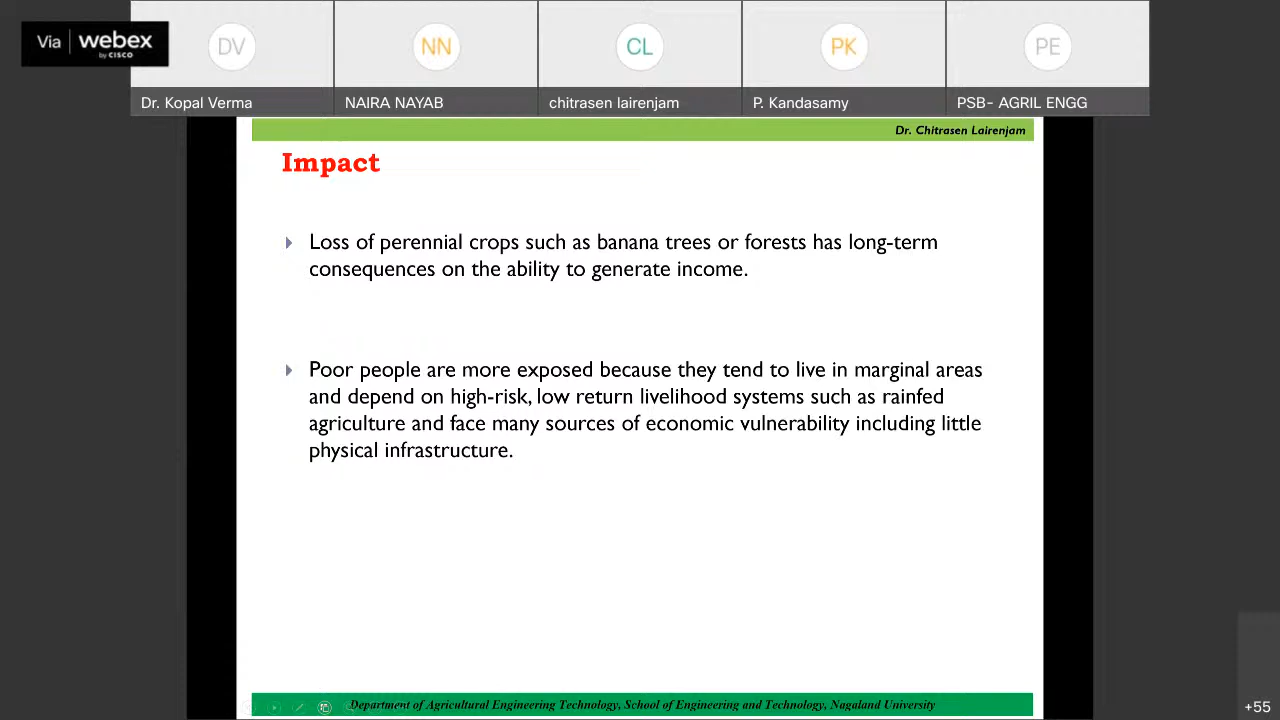 Via webex
by CISCO
DV
NN
CL
PK
PE
Dr. Kopal Verma
NAIRA NAYAB
chitrasen lairenjam
P. Kandasamy
PSB- AGRIL ENGG
Dr. Chitrasen Lairenjam
Impact
Loss of perennial crops such as banana trees or forests has long-term
consequences on the ability to generate income.
Poor people are more exposed because they tend to live in marginal areas
and depend on high-risk, low return livelihood systems such as rainfed
agriculture and face many sources of economic vulnerability including little
physical infrastructure.
Department of Agricultural Engineering Technology, School of Engineering and Technology, Nagaland University
+55